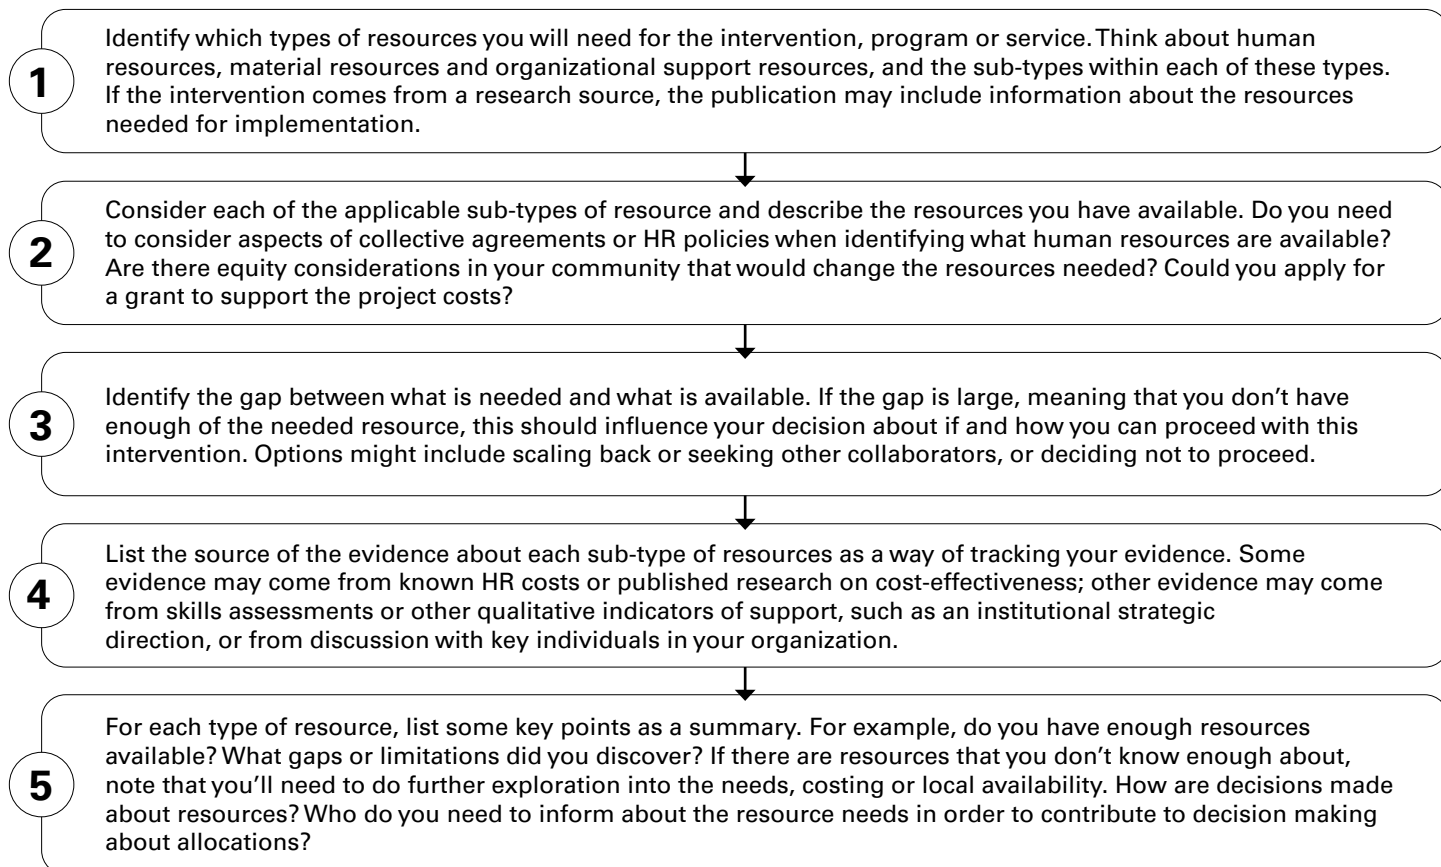 1
Identify which types of resources you will need for the intervention, program or service. Think about human
resources, material resources and organizational support resources, and the sub-types within each of these types.
If the intervention comes from a research source, the publication may include information about the resources
needed for implementation.
2
Consider each of the applicable sub-types of resource and describe the resources you have available. Do you need
to consider aspects of collective agreements or HR policies when identifying what human resources are available?
Are there equity considerations in your community that would change the resources needed? Could you apply for
a grant to support the project costs?
3
Identify the gap between what is needed and what is available. If the gap is large, meaning that you don’t have
enough of the needed resource, this should influence your decision about if and how you can proceed with this
intervention. Options might include scaling back or seeking other collaborators, or deciding not to proceed.
4
List the source of the evidence about each sub-type of resources as a way of tracking your evidence. Some
evidence may come from known HR costs or published research on cost-effectiveness; other evidence may come
from skills assessments or other qualitative indicators of support, such as an institutional strategic
direction, or from discussion with key individuals in your organization.
5
For each type of resource, list some key points as a summary. For example, do you have enough resources
available? What gaps or limitations did you discover? If there are resources that you don’t know enough about,
note that you’ll need to do further exploration into the needs, costing or local availability. How are decisions made
about resources? Who do you need to inform about the resource needs in order to contribute to decision making
about allocations?